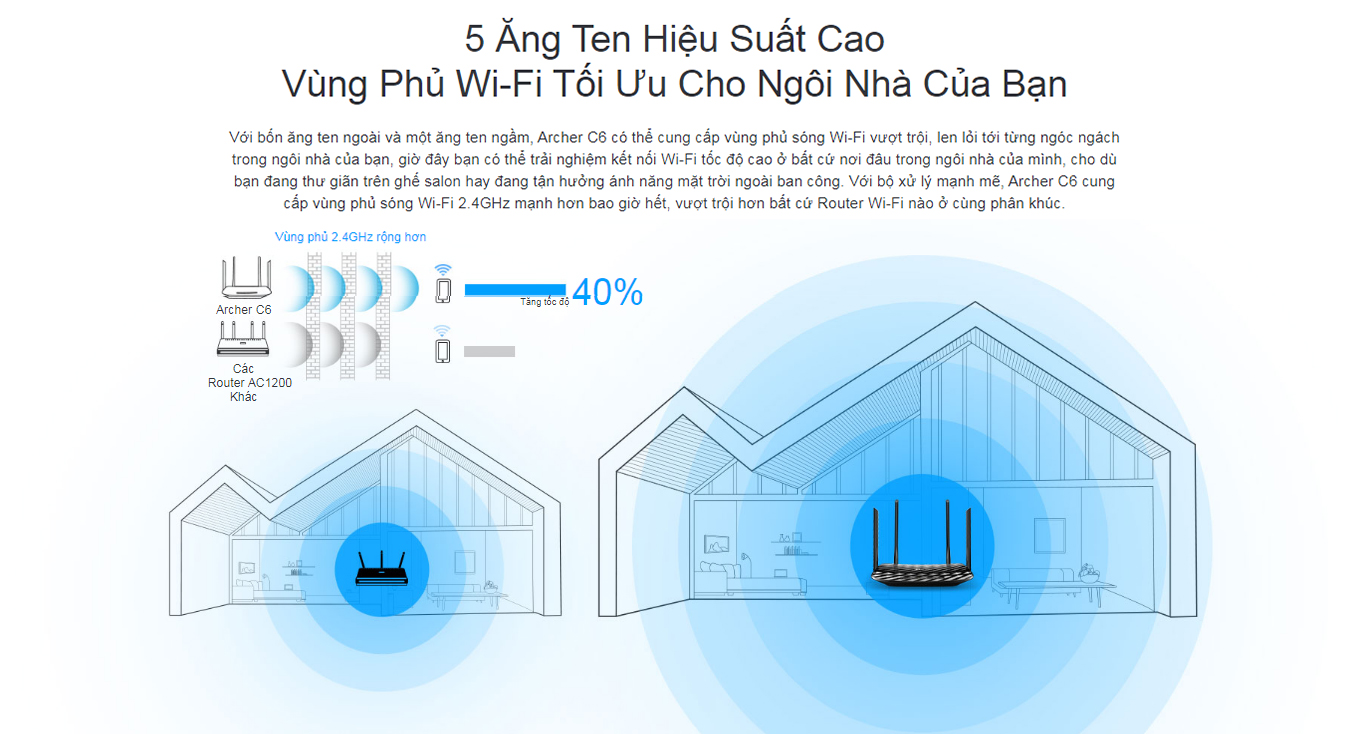 5 Ăng Ten Hiệu Suất Cao
Vùng Phủ Wi-Fi Tối Ưu Cho Ngôi Nhà Của Bạn
Với bốn ăng ten ngoài và một ăng ten ngầm, Archer C6 có thể cung cấp vùng phủ sóng Wi-Fi vượt trội, len lỏi tới từng ngóc ngách
trong ngôi nhà của bạn, giờ đây bạn có thể trải nghiệm kết nối Wi-Fi tốc độ cao ở bất cứ nơi đâu trong ngôi nhà của mình, cho dù
bạn đang thư giãn trên ghế salon hay đang tận hưởng ánh năng mặt trời ngoài ban công. Với bộ xử lý mạnh mẽ, Archer C6 cung
cấp vùng phủ sóng Wi-Fi 2.4GHz mạnh hơn bao giờ hết, vượt trội hơn bất cứ Router Wi-Fi nào ở cùng phân khúc.
Vùng phủ 2.4GHz rộng hơn
Archer C6
Tăng tốc độ 40%
Các
Router AC1200
Khác